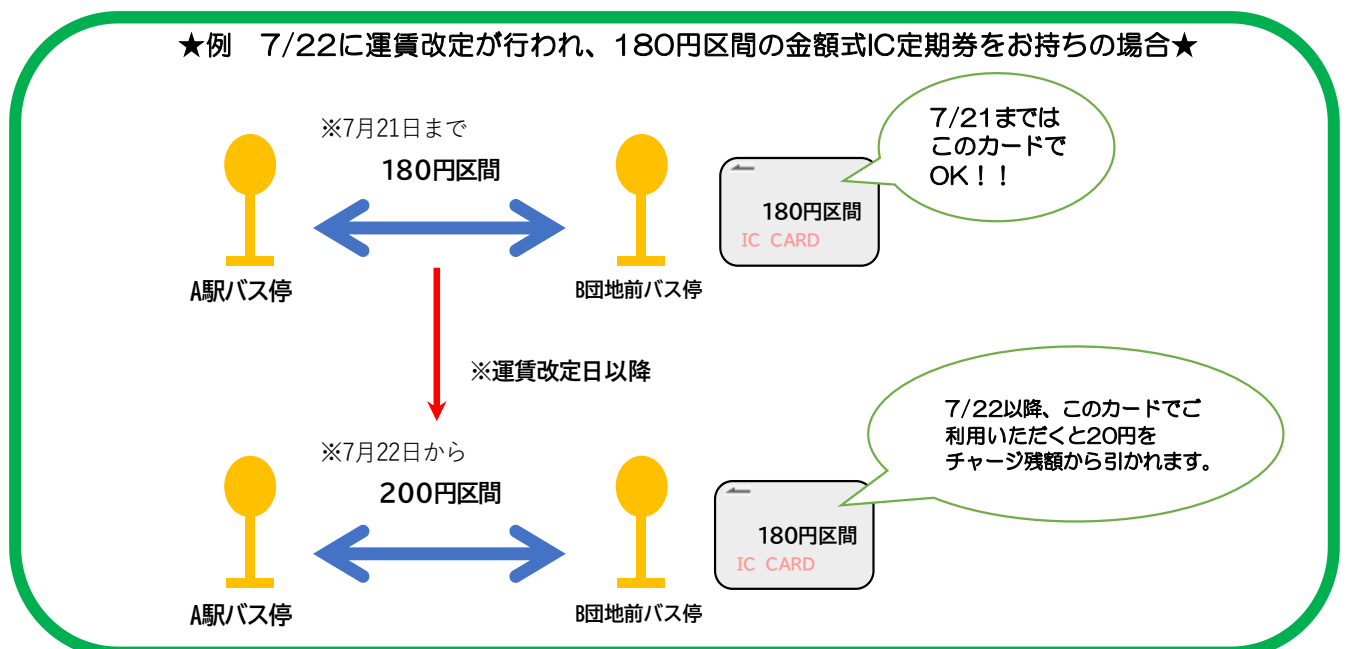 ★例　7/22に運賃改定が行われ、180円区間の金額式IC定期券をお持ちの場合★
※7月21日まで
180円区間
A駅バス停
B団地前バス停
180円区間
IC CARD
7/21までは
このカードで
OK！！
※運賃改定日以降
※7月22日から
200円区間
A駅バス停
B団地前バス停
180円区間
IC CARD
7/22以降、このカードでご
利用いただくと20円を
チャージ残額から引かれます。